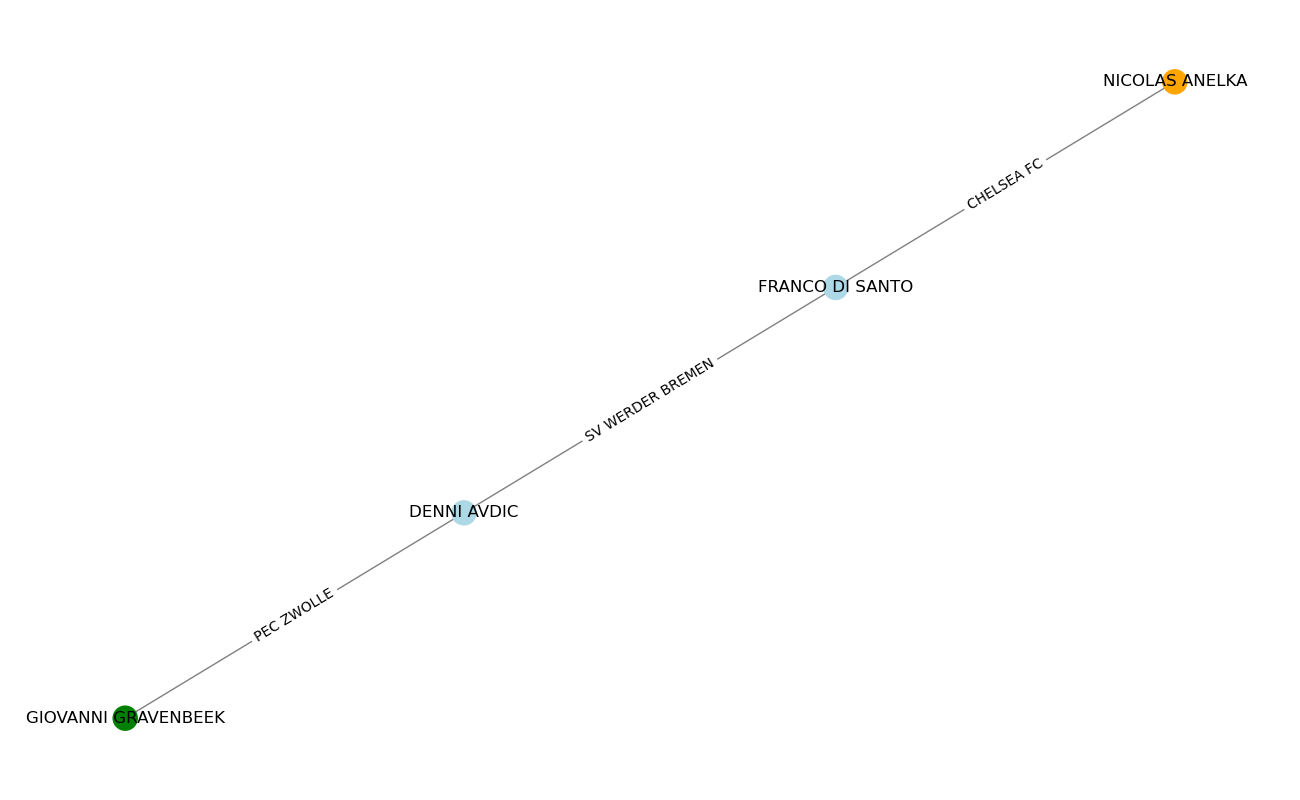 NICOLAS ANELKA
CHELSEA FC
FRANCO DI SANTO
SV WERDER BREMEN
DENNI AVDIC
PEC ZWOLLE
GIOVANNI GRAVENBEEK